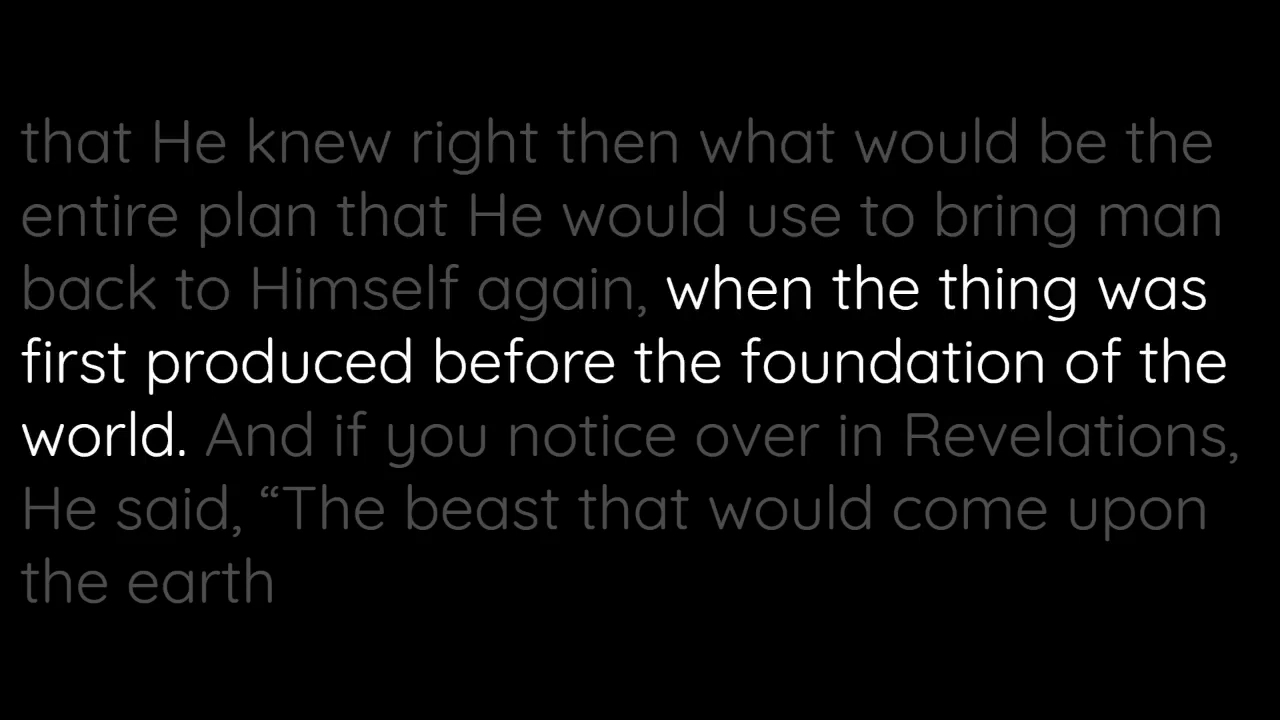 that He knew right then what would be the
entire plan that He would use to bring man
back to Himself again, when the thing was
first produced before the foundation of the
world. And if you notice over in Revelations,
He said, “The beast that would come upon
the earth